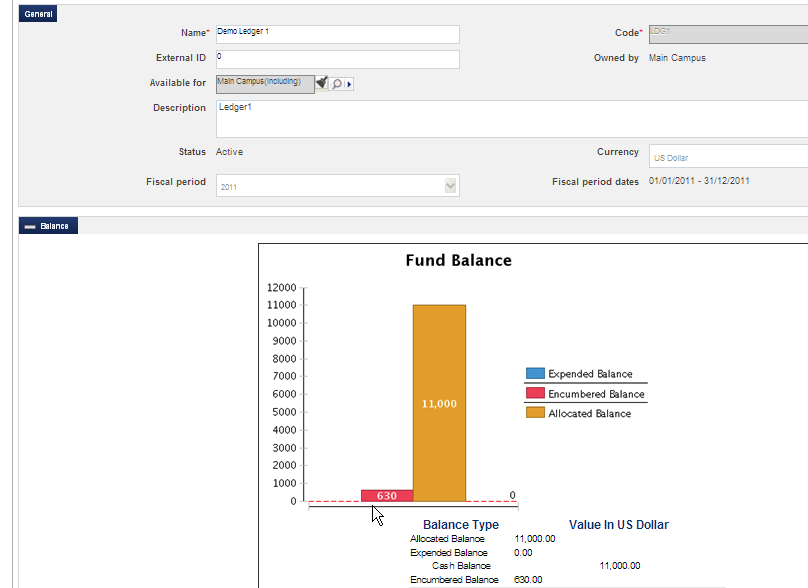 General
Name* Demo Ledger 1 Code* LDG1
External ID 0 Owned by Main Campus
Available for Main Campus(Including)
Description Ledger1
Status Active Currency US Dollar
Fiscal period 2011 Fiscal period dates 01/01/2011 - 31/12/2011
Balance
Fund Balance
12000
11000
10000
9000
8000
7000
6000
5000
4000
3000
2000
1000
0
11,000
630
0
Expended Balance
Encumbered Balance
Allocated Balance
Balance Type Value In US Dollar
Allocated Balance 11,000.00
Expended Balance 0.00
Cash Balance 11,000.00
Encumbered Balance 630.00